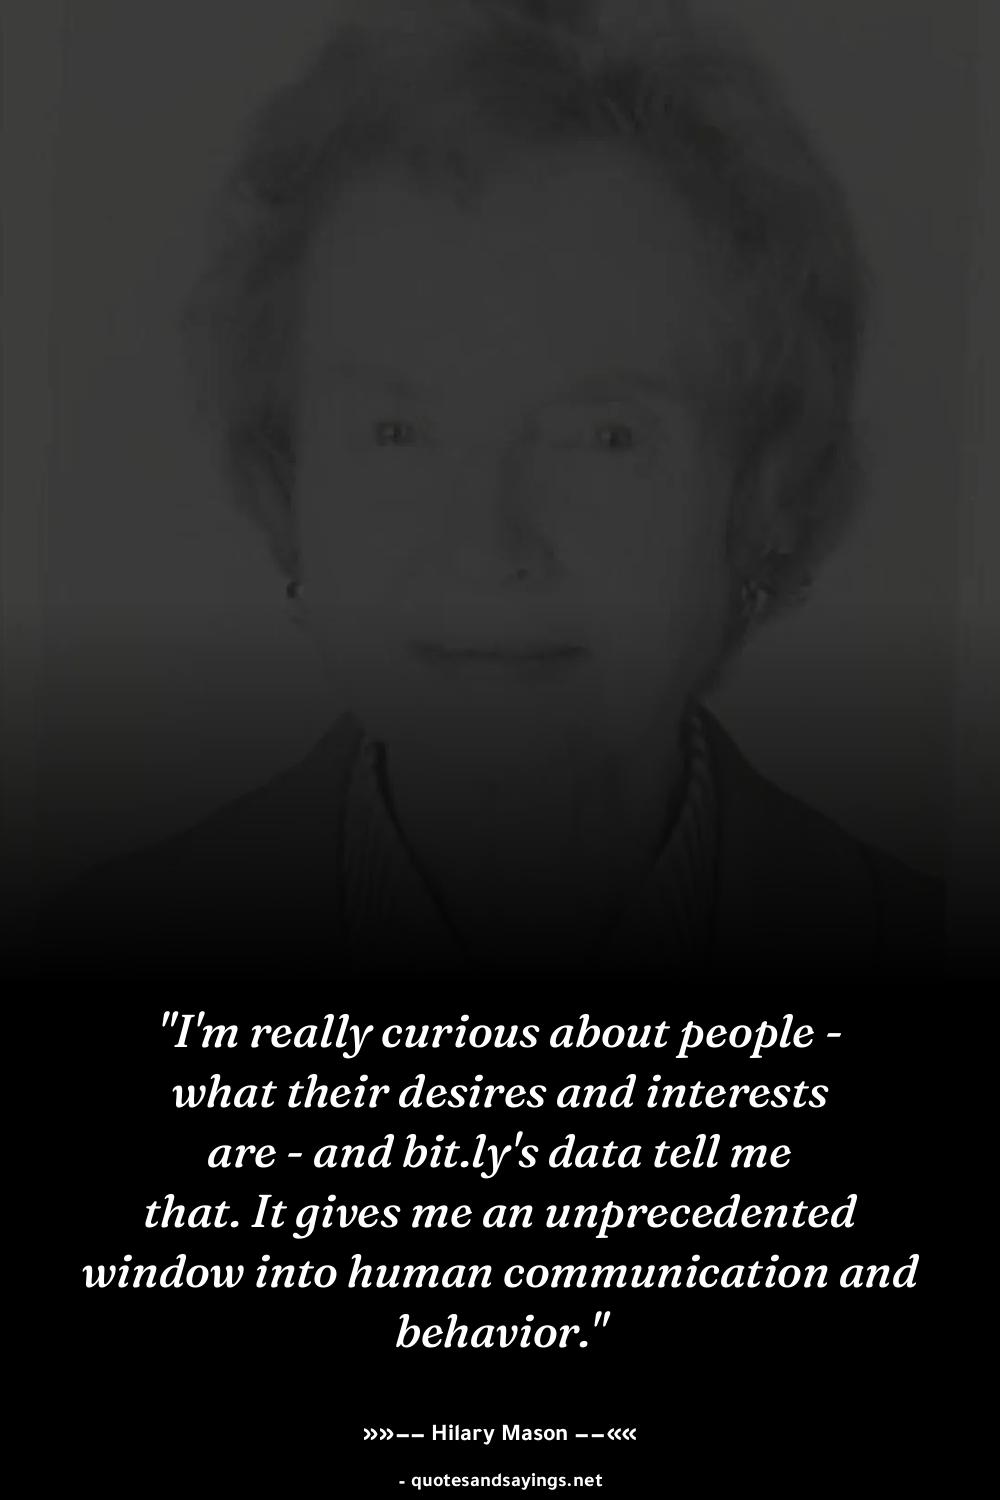 "I'm really curious about people -
what their desires and interests
are - and bit.ly's data tell me
that. It gives me an unprecedented
window into human communication and
behavior."
»»–– Hilary Mason ––««
- quotesandsayings.net